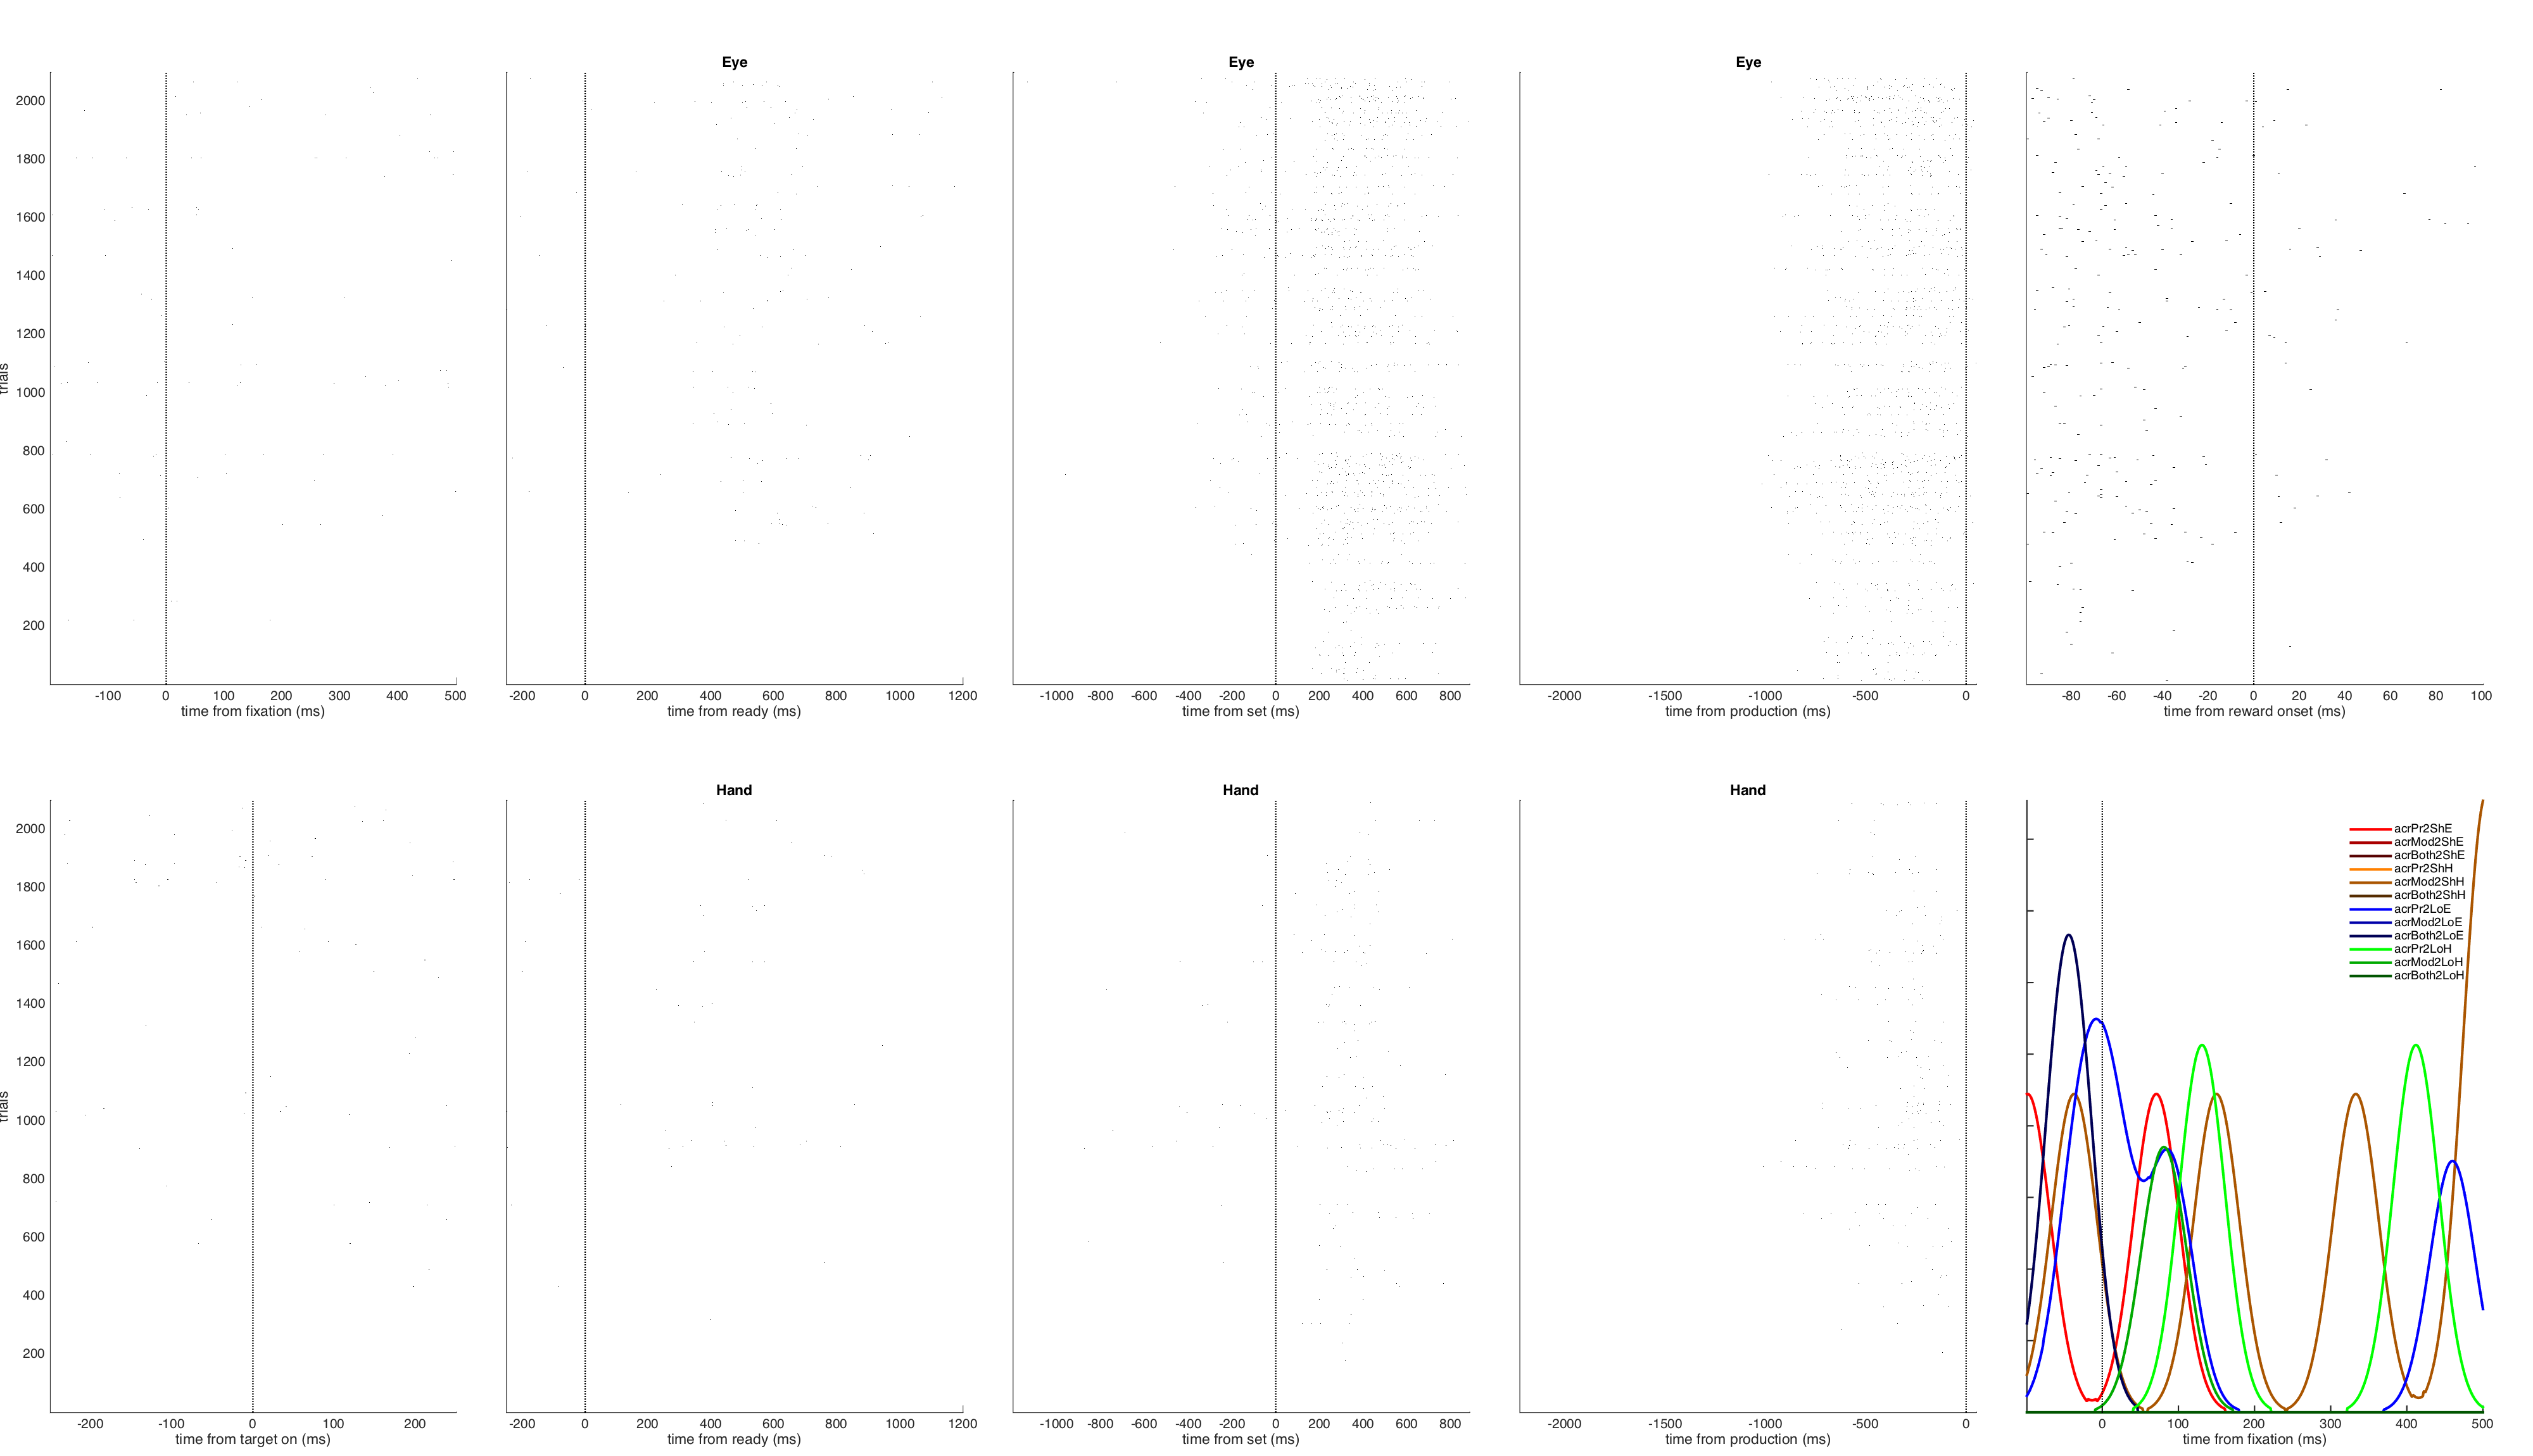 Eye
Eye
Eye
2000
1800
1600
1400
1200
1000
800
600
400
200
trials
-100 0 100 200 300 400 500
time from fixation (ms)
-200 0 200 400 600 800 1000 1200
time from ready (ms)
-1000 -800 -600 -400 -200 0 200 400 600 800
time from set (ms)
-2000 -1500 -1000 -500 0
time from production (ms)
-80 -60 -40 -20 0 20 40 60 80 100
time from reward onset (ms)
Hand
Hand
Hand
2000
1800
1600
1400
1200
1000
800
600
400
200
trials
-200 -100 0 100 200
time from target on (ms)
-200 0 200 400 600 800 1000 1200
time from ready (ms)
-1000 -800 -600 -400 -200 0 200 400 600 800
time from set (ms)
-2000 -1500 -1000 -500 0
time from production (ms)
acrPr2ShE
acrMod2ShE
acrBoth2ShE
acrPr2ShH
acrMod2ShH
acrBoth2ShH
acrPr2LoE
acrMod2LoE
acrBoth2LoE
acrPr2LoH
acrMod2LoH
acrBoth2LoH
0 100 200 300 400 500
time from fixation (ms)